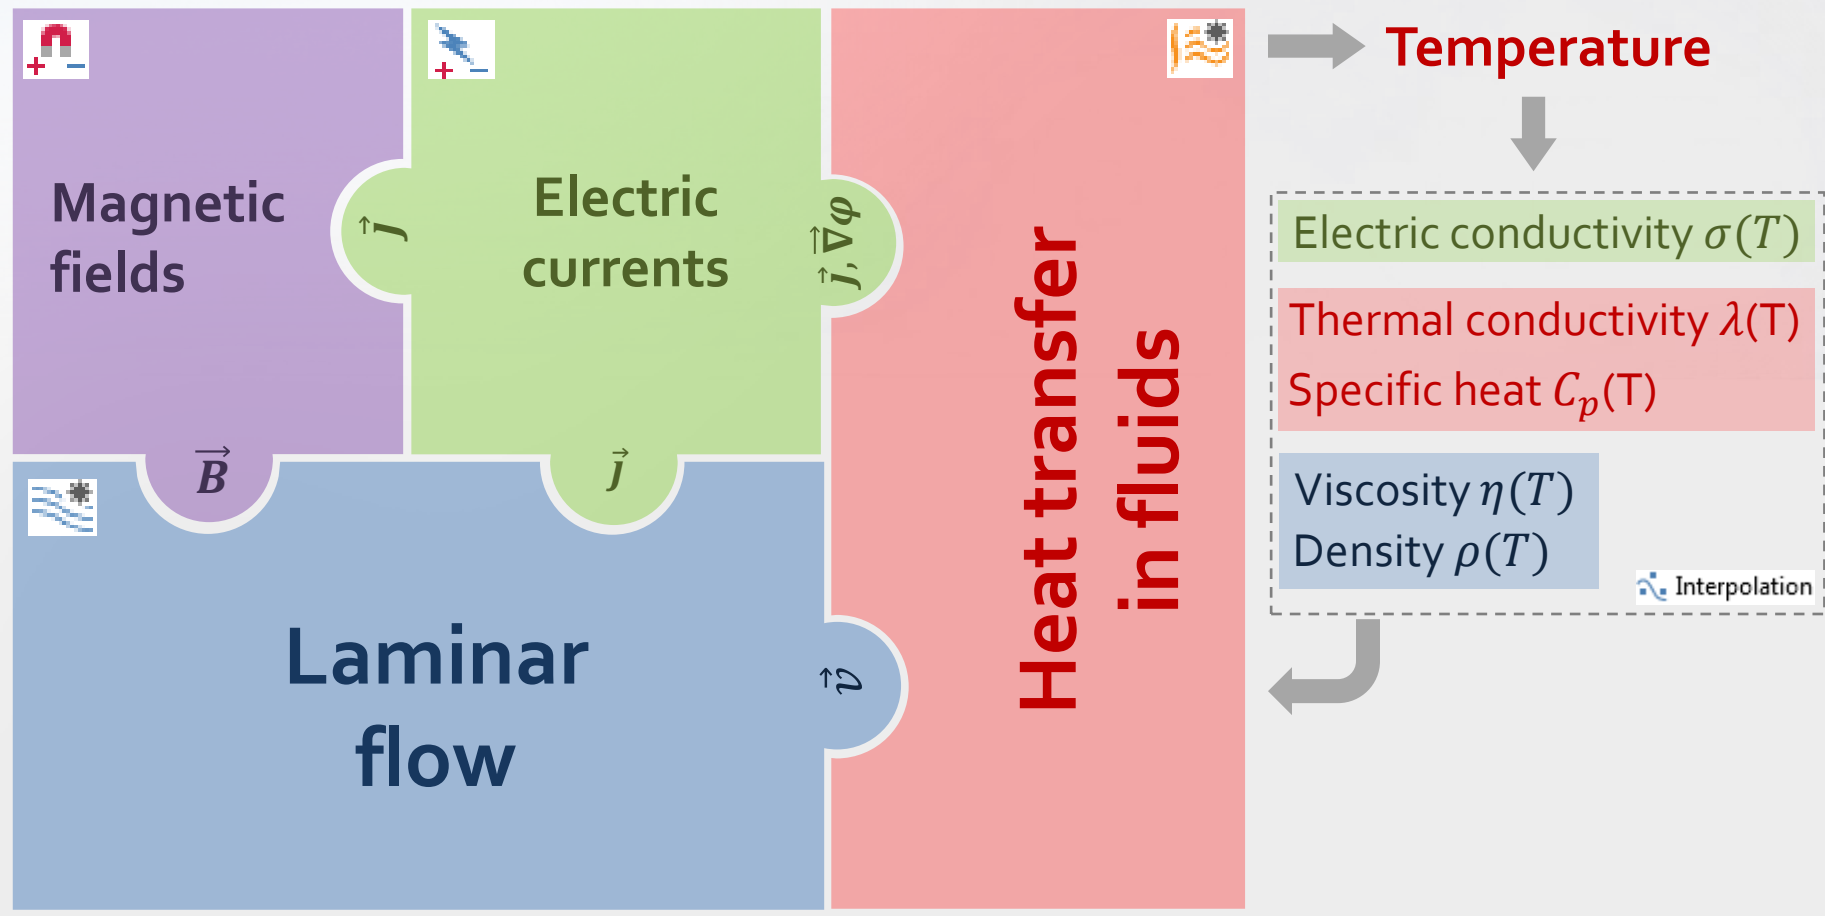 Magnetic
fields
Electric
currents
Heat transfer
in fluids
Laminar
flow
j⃗
j⃗, ∇⃗φ
B⃗
j⃗
v⃗
Temperature
Electric conductivity σ(T)
Thermal conductivity λ(T)
Specific heat Cₚ(T)
Viscosity η(T)
Density ρ(T)
Interpolation